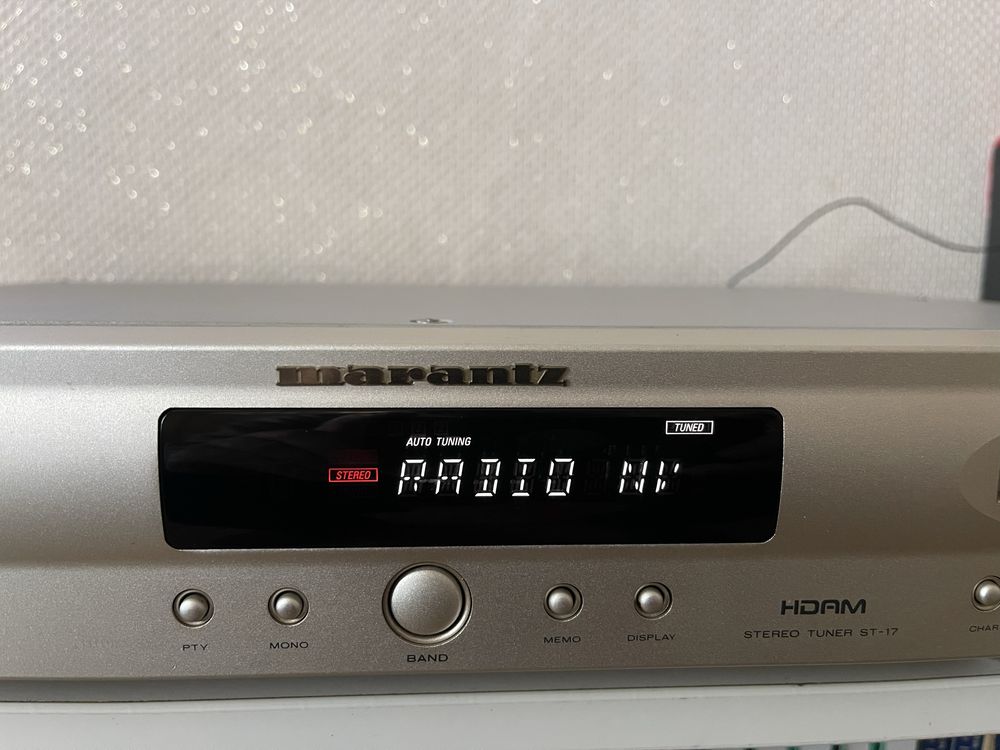 marantz
TUNED
AUTO TUNING
STEREO RADIO NV
PTY MONO BAND MEMO DISPLAY
HDAM
STEREO TUNER ST-17